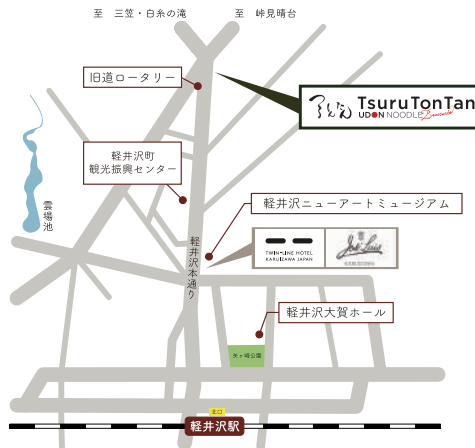 至 三笠・白糸の滝
至 峠見晴台
旧道ロータリー
つるとんたん
TsuruTonTan
UDON NOODLE Brasserie
軽井沢町
観光振興センター
雲場池
軽井沢ニューアートミュージアム
軽井沢本通り
TWIN-LINE HOTEL
KARUIZAWA JAPAN
軽井沢大賀ホール
矢ヶ崎公園
北口
軽井沢駅